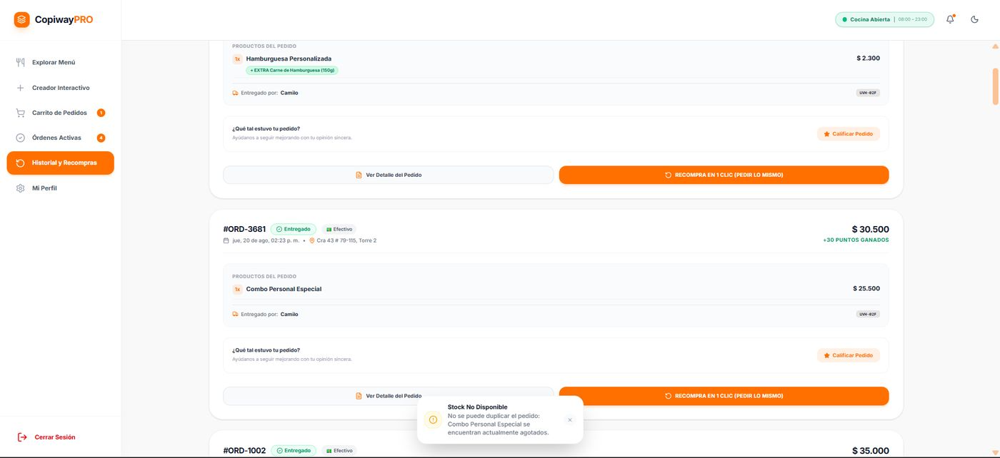 CopiwayPRO
Cocina Abierta | 08:00 – 23:00
Explorar Menú
Creador Interactivo
Carrito de Pedidos 1
Órdenes Activas 4
Historial y Recompras
Mi Perfil
Cerrar Sesión
PRODUCTOS DEL PEDIDO
1x Hamburguesa Personalizada $ 2.300
+ EXTRA Carne de Hamburguesa (150g)
Entregado por: Camilo UVH-02F
¿Qué tal estuvo tu pedido?
Ayúdanos a seguir mejorando con tu opinión sincera.
Calificar Pedido
Ver Detalle del Pedido RECOMPRA EN 1 CLIC (PEDIR LO MISMO)
#ORD-3681 Entregado Efectivo $ 30.500
jue, 20 de ago, 02:23 p. m. • Cra 43 # 79-115, Torre 2 +30 PUNTOS GANADOS
PRODUCTOS DEL PEDIDO
1x Combo Personal Especial $ 25.500
Entregado por: Camilo UVH-02F
¿Qué tal estuvo tu pedido?
Ayúdanos a seguir mejorando con tu opinión sincera.
Calificar Pedido
Ver Detalle del Pedido RECOMPRA EN 1 CLIC (PEDIR LO MISMO)
Stock No Disponible
No se puede duplicar el pedido:
Combo Personal Especial se
encuentran actualmente agotados.
#ORD-1002 Entregado Efectivo $ 35.000